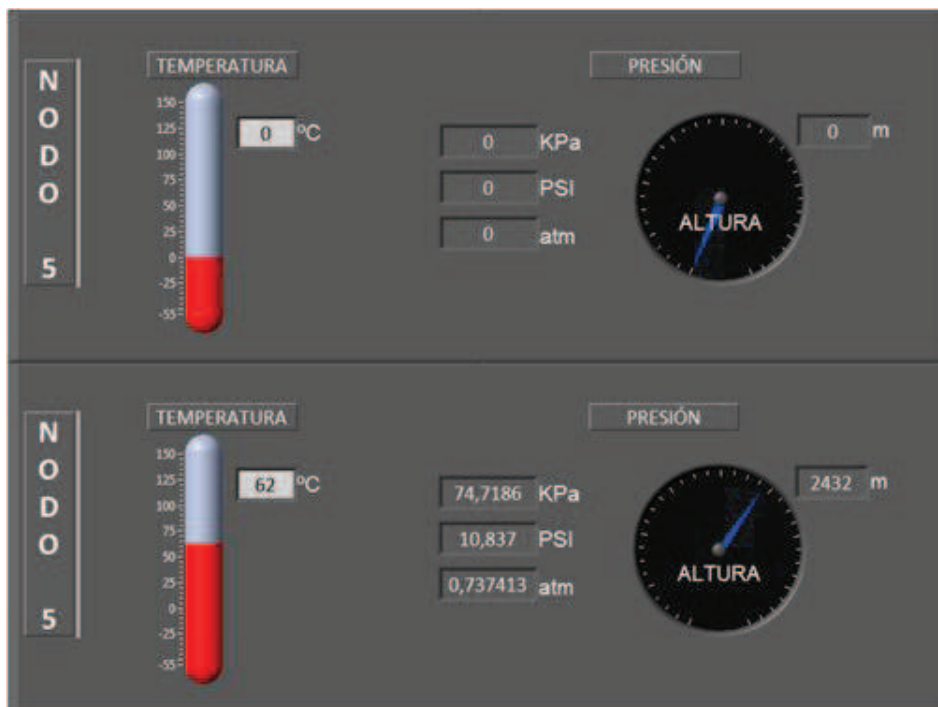 NODO 5
TEMPERATURA
150
125
100
75
50
25
0
-25
-55
0 ºC
PRESIÓN
0 KPa
0 PSI
0 atm
ALTURA
0 m
NODO 5
TEMPERATURA
150
125
100
75
50
25
0
-25
-55
62 ºC
PRESIÓN
74,7186 KPa
10,837 PSI
0,737413 atm
ALTURA
2432 m